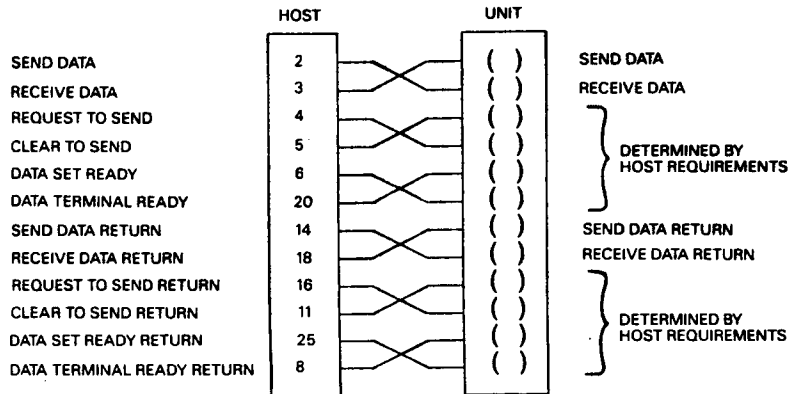 HOST UNIT
SEND DATA 2 ( ) SEND DATA
RECEIVE DATA 3 ( ) RECEIVE DATA
REQUEST TO SEND 4 ( )
CLEAR TO SEND 5 ( ) DETERMINED BY
DATA SET READY 6 ( ) HOST REQUIREMENTS
DATA TERMINAL READY 20 ( )
SEND DATA RETURN 14 ( ) SEND DATA RETURN
RECEIVE DATA RETURN 18 ( ) RECEIVE DATA RETURN
REQUEST TO SEND RETURN 16 ( )
CLEAR TO SEND RETURN 11 ( ) DETERMINED BY
DATA SET READY RETURN 25 ( ) HOST REQUIREMENTS
DATA TERMINAL READY RETURN 8 ( )